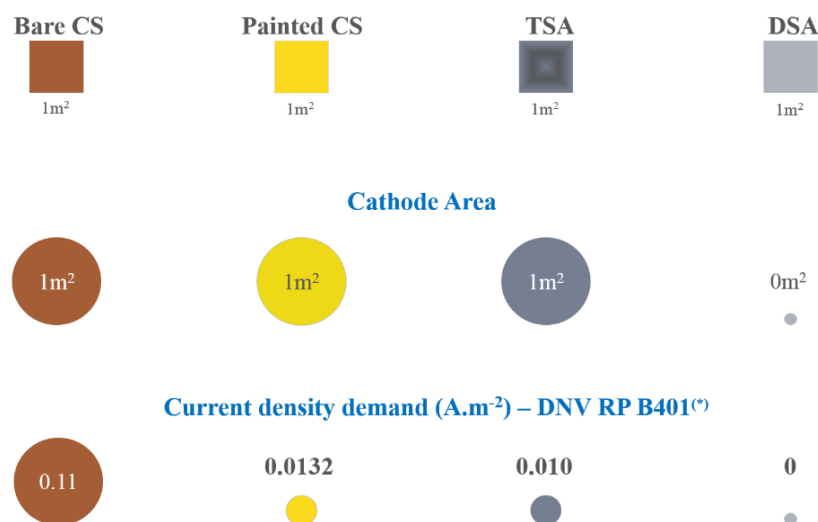 Bare CS Painted CS TSA DSA
1m² 1m² 1m² 1m²
Cathode Area
1m² 1m² 1m² 0m²
Current density demand (A.m⁻²) – DNV RP B401⁽*⁾
0.11 0.0132 0.010 0